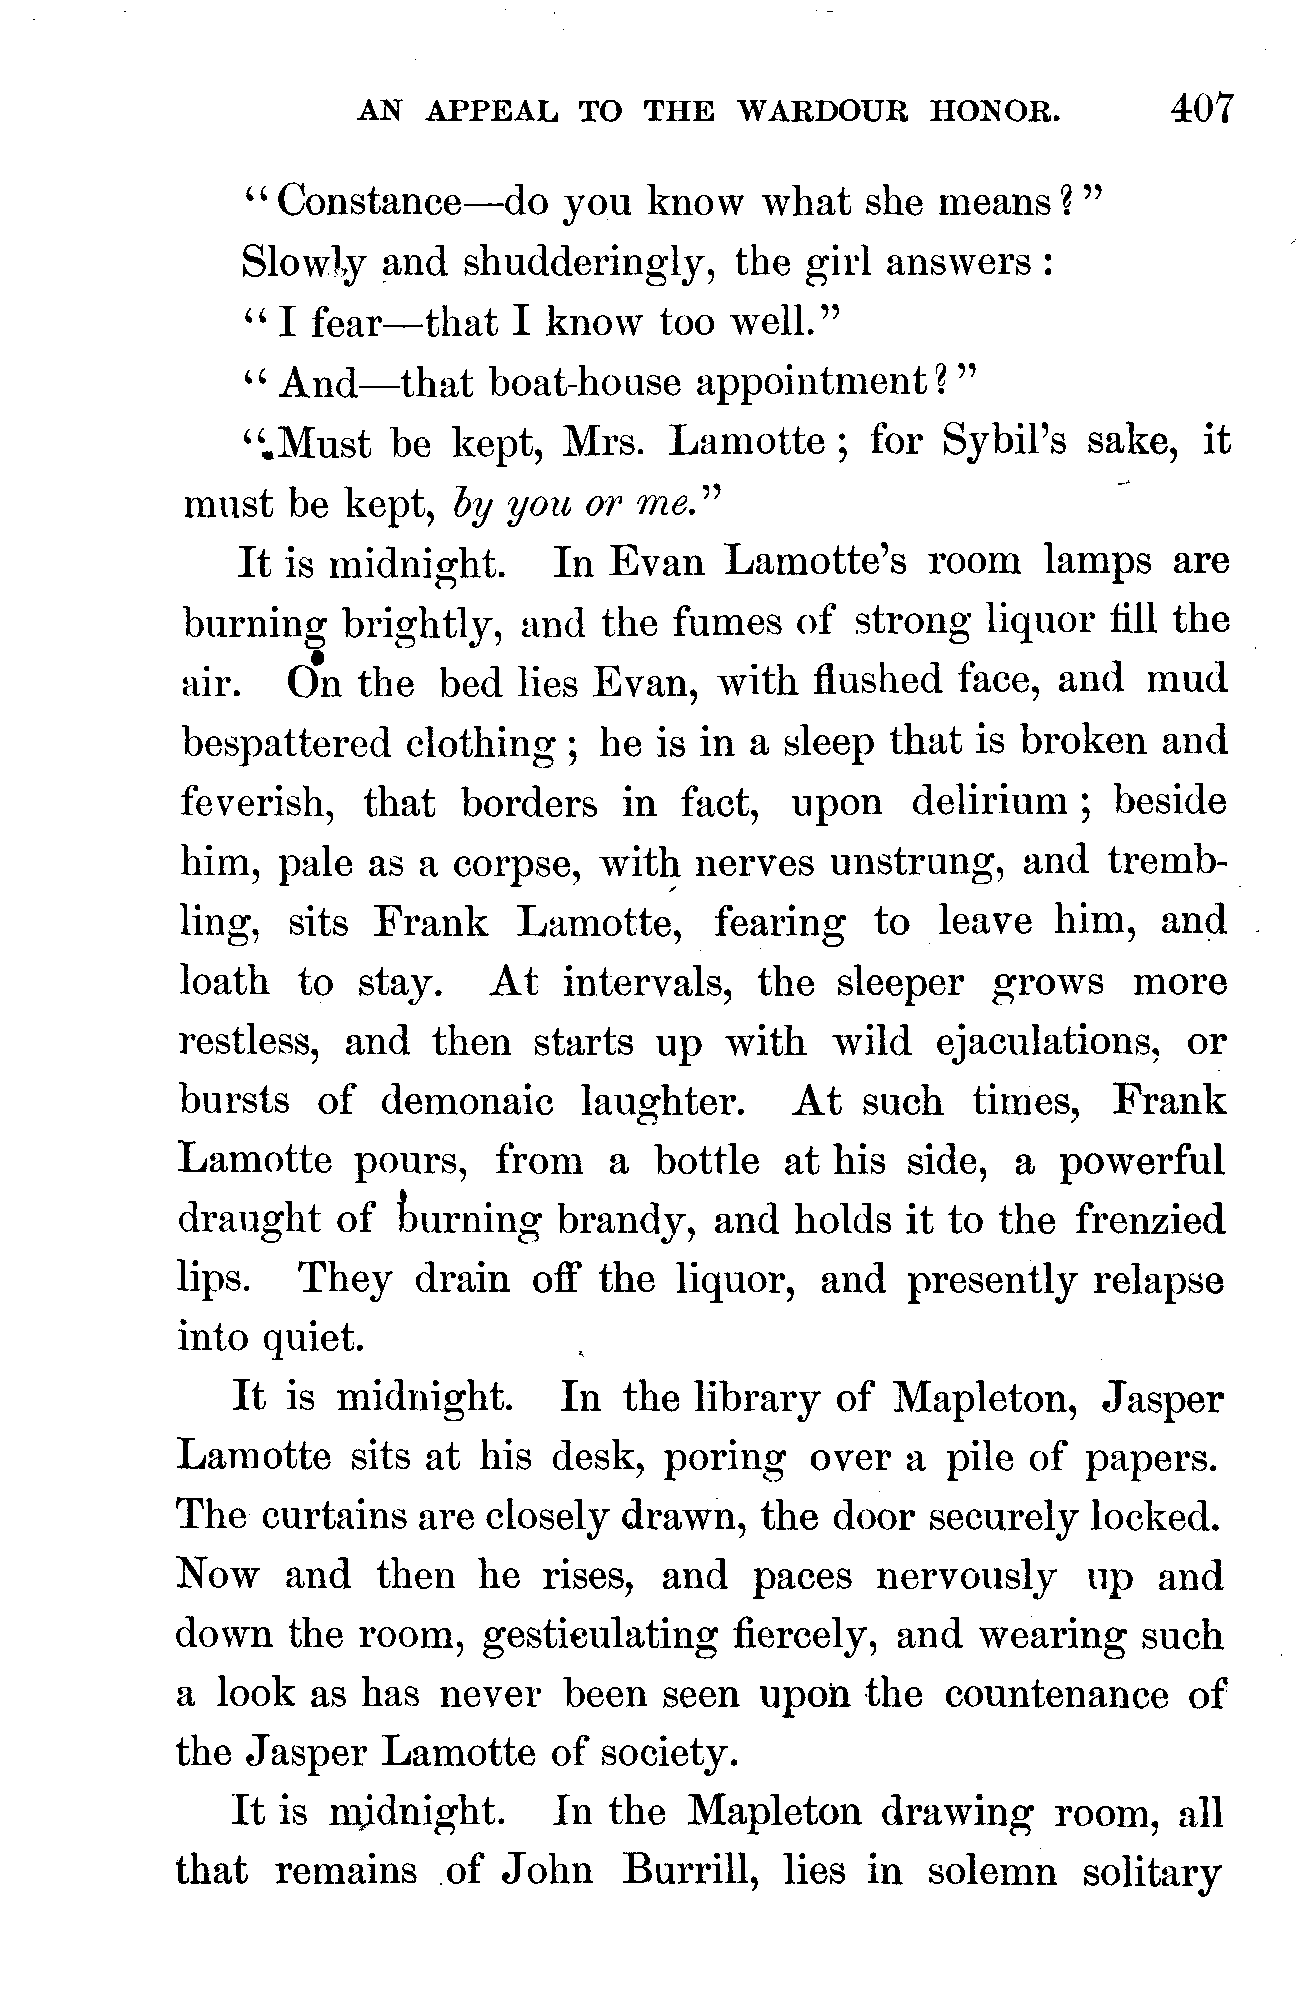 AN APPEAL TO THE WARDOUR HONOR. 407
"Constance—do you know what she means?"
Slowly and shudderingly, the girl answers:
"I fear—that I know too well."
"And—that boat-house appointment?"
"Must be kept, Mrs. Lamotte; for Sybil's sake, it
must be kept, by you or me."
It is midnight. In Evan Lamotte's room lamps are
burning brightly, and the fumes of strong liquor fill the
air. On the bed lies Evan, with flushed face, and mud
bespattered clothing; he is in a sleep that is broken and
feverish, that borders in fact, upon delirium; beside
him, pale as a corpse, with nerves unstrung, and tremb-
ling, sits Frank Lamotte, fearing to leave him, and
loath to stay. At intervals, the sleeper grows more
restless, and then starts up with wild ejaculations, or
bursts of demonaic laughter. At such times, Frank
Lamotte pours, from a bottle at his side, a powerful
draught of burning brandy, and holds it to the frenzied
lips. They drain off the liquor, and presently relapse
into quiet.
It is midnight. In the library of Mapleton, Jasper
Lamotte sits at his desk, poring over a pile of papers.
The curtains are closely drawn, the door securely locked.
Now and then he rises, and paces nervously up and
down the room, gesticulating fiercely, and wearing such
a look as has never been seen upon the countenance of
the Jasper Lamotte of society.
It is midnight. In the Mapleton drawing room, all
that remains of John Burrill, lies in solemn solitary